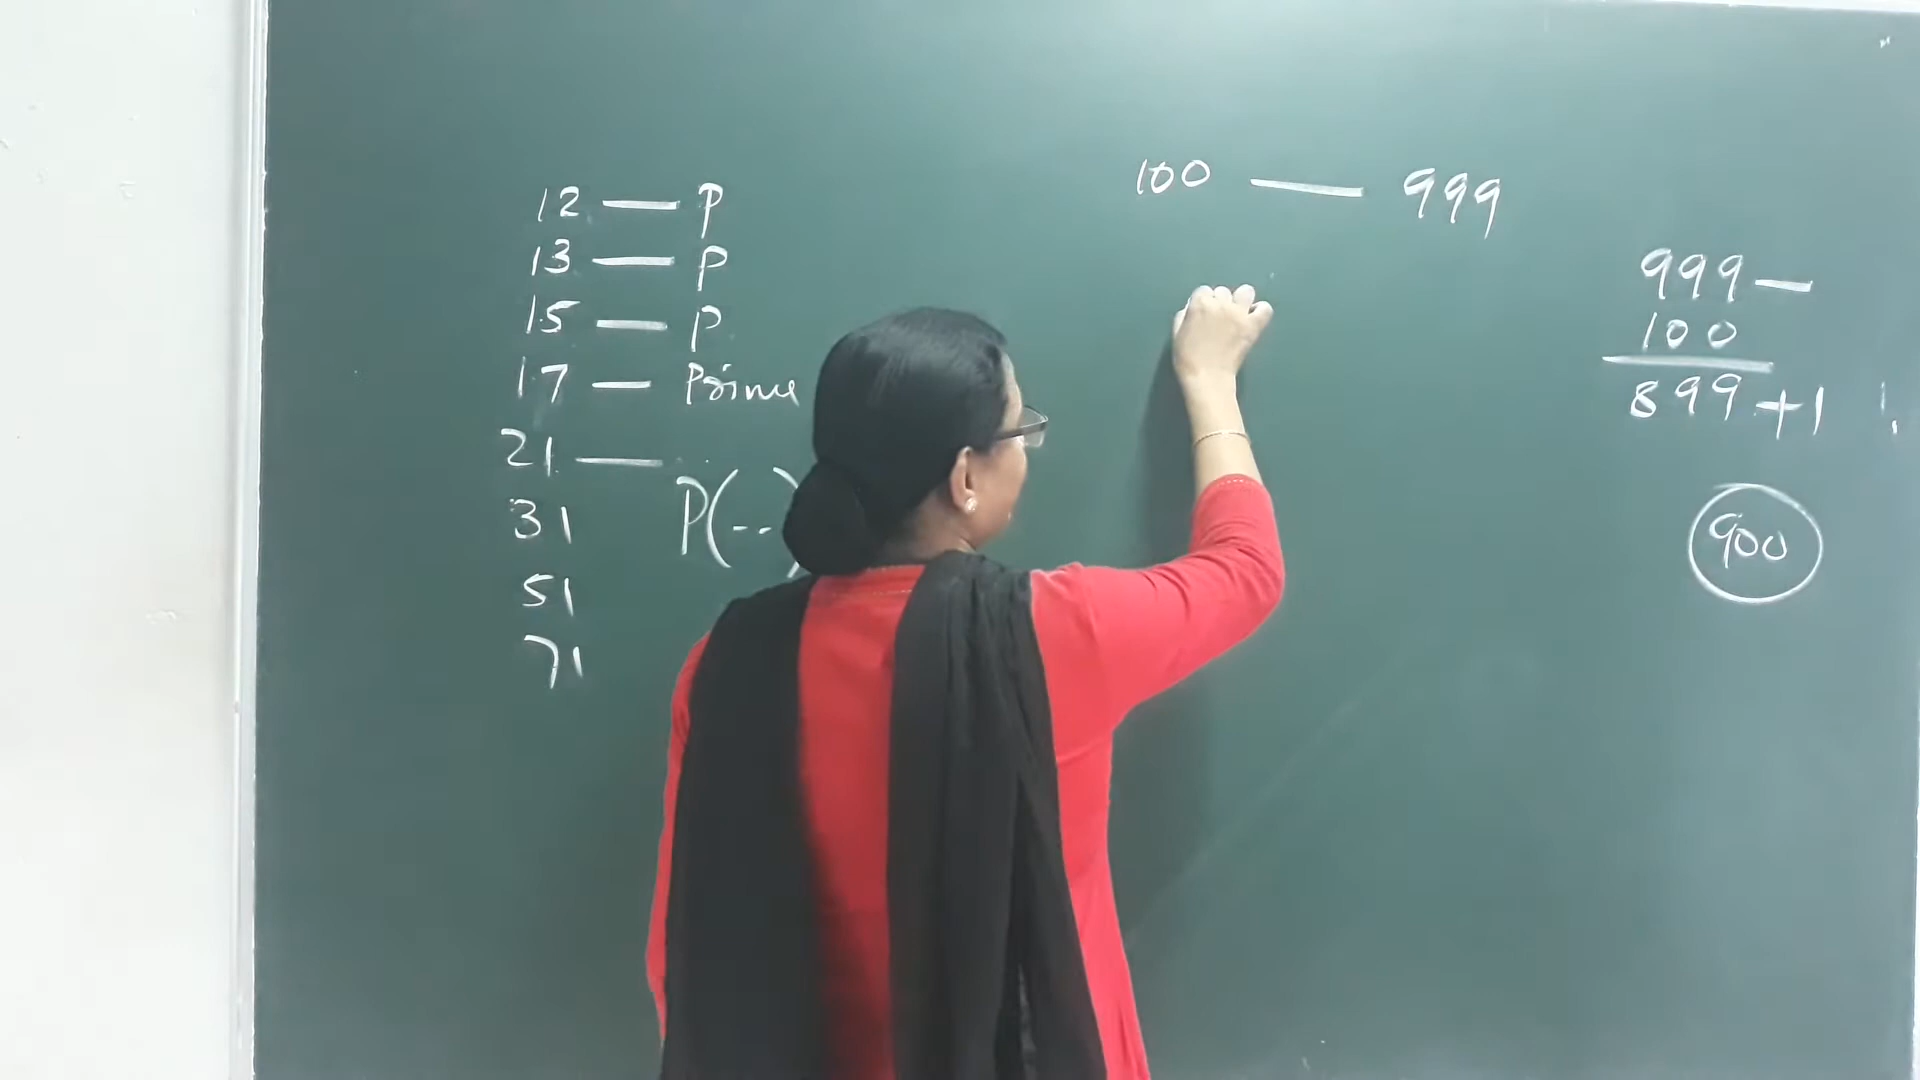 12 — P
13 — P
15 — P
17 — Prime
21 —
31
P(--)
51
71
100 — 999
999 —
100
899 + 1
900